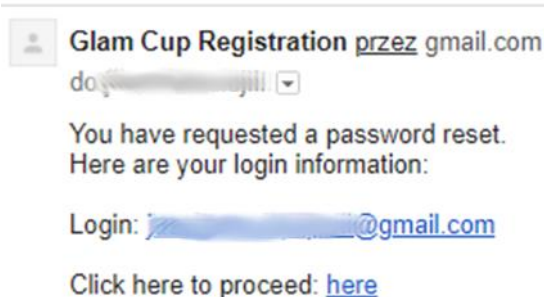 Glam Cup Registration przez gmail.com
do
You have requested a password reset.
Here are your login information:
Login: @gmail.com
Click here to proceed: here